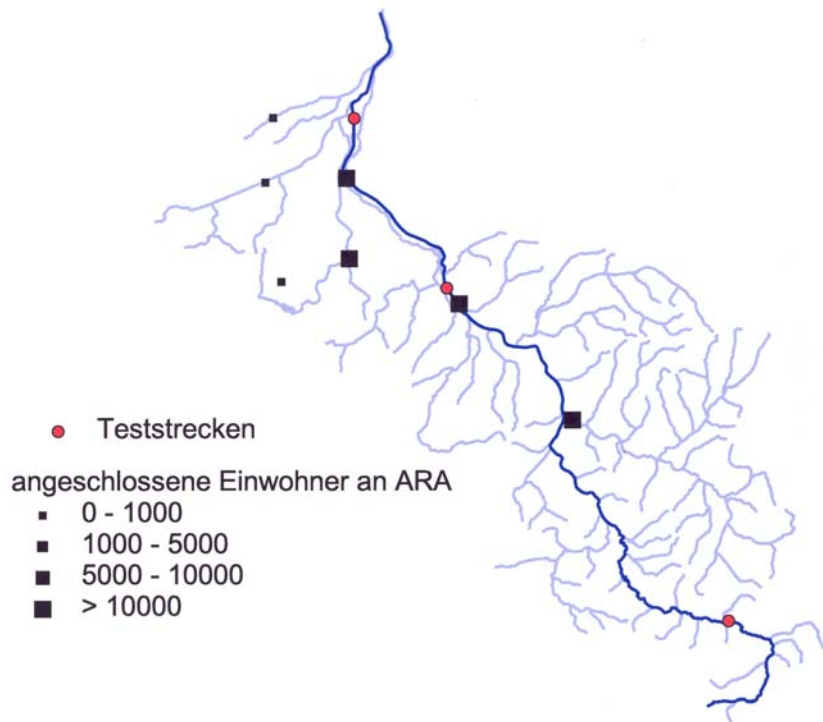 Teststrecken
angeschlossene Einwohner an ARA
0 - 1000
1000 - 5000
5000 - 10000
> 10000